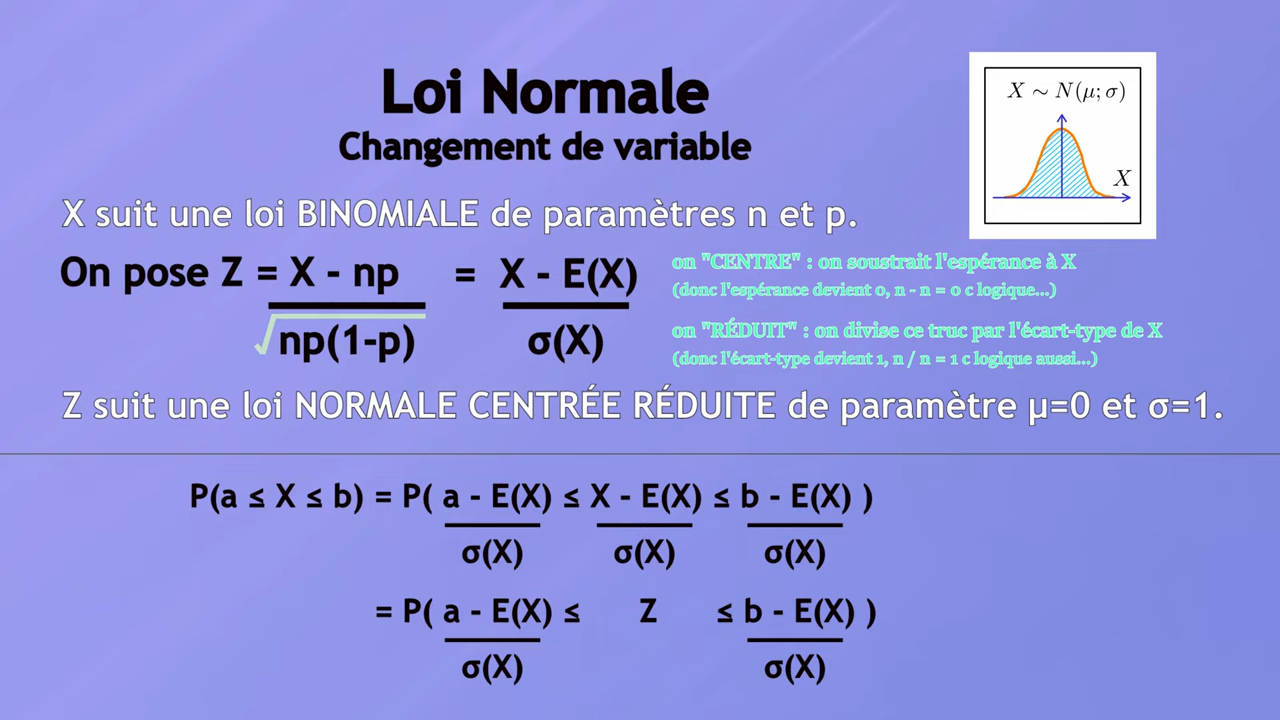 Loi Normale
Changement de variable
X ~ N(μ; σ)
X
X suit une loi BINOMIALE de paramètres n et p.
On pose Z = X - np = X - E(X)
√np(1-p) σ(X)
on "CENTRE" : on soustrait l'espérance à X
(donc l'espérance devient 0, n - n = 0 c logique...)
on "RÉDUIT" : on divise ce truc par l'écart-type de X
(donc l'écart-type devient 1, n / n = 1 c logique aussi...)
Z suit une loi NORMALE CENTRÉE RÉDUITE de paramètre μ=0 et σ=1.
P(a ≤ X ≤ b) = P( a - E(X) ≤ X - E(X) ≤ b - E(X) )
σ(X) σ(X) σ(X)
= P( a - E(X) ≤ Z ≤ b - E(X) )
σ(X) σ(X)